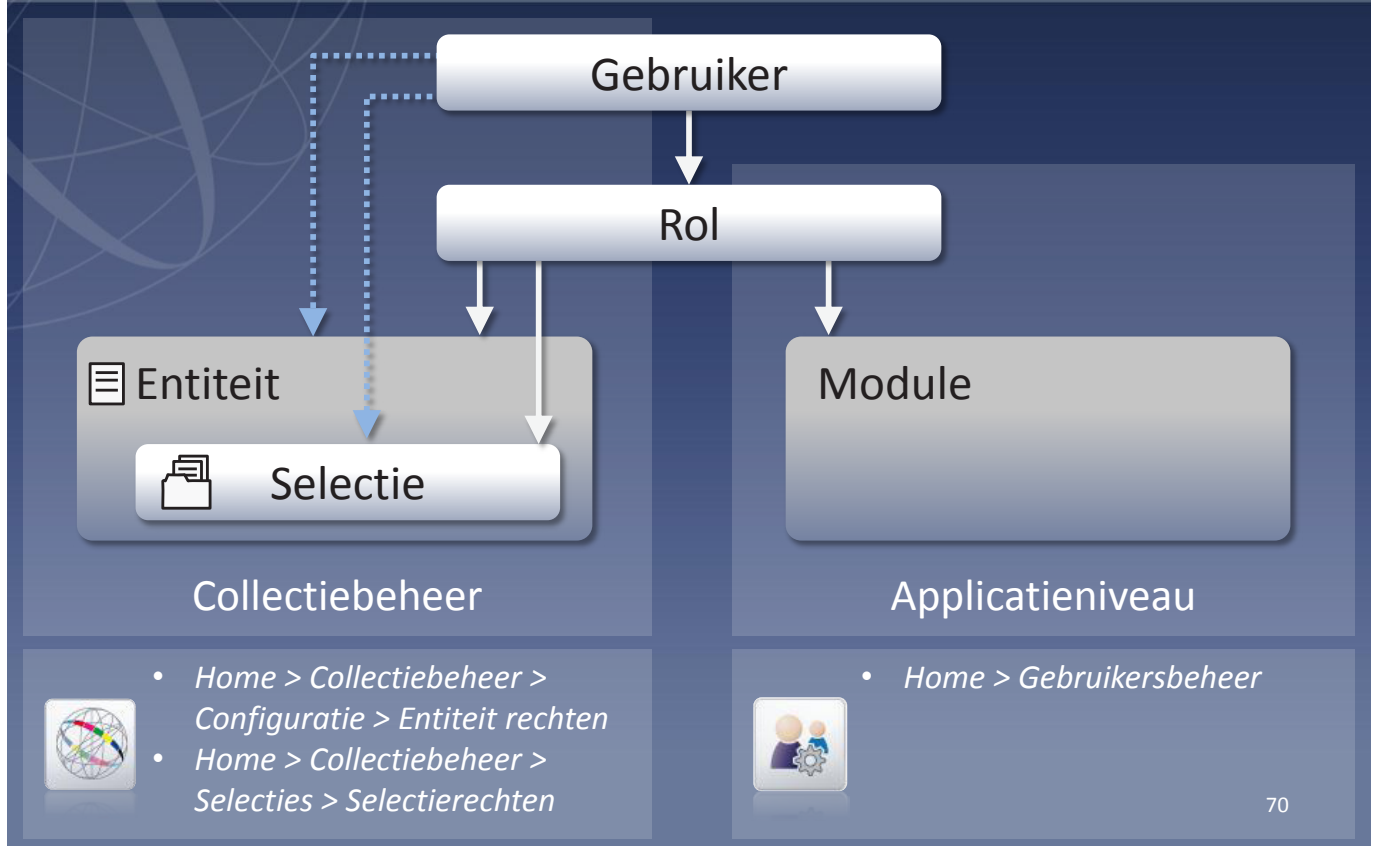 Gebruiker
Rol
Entiteit
Selectie
Module
Collectiebeheer
Applicatieniveau
• Home > Collectiebeheer >
Configuratie > Entiteit rechten
• Home > Collectiebeheer >
Selecties > Selectierechten
• Home > Gebruikersbeheer
70